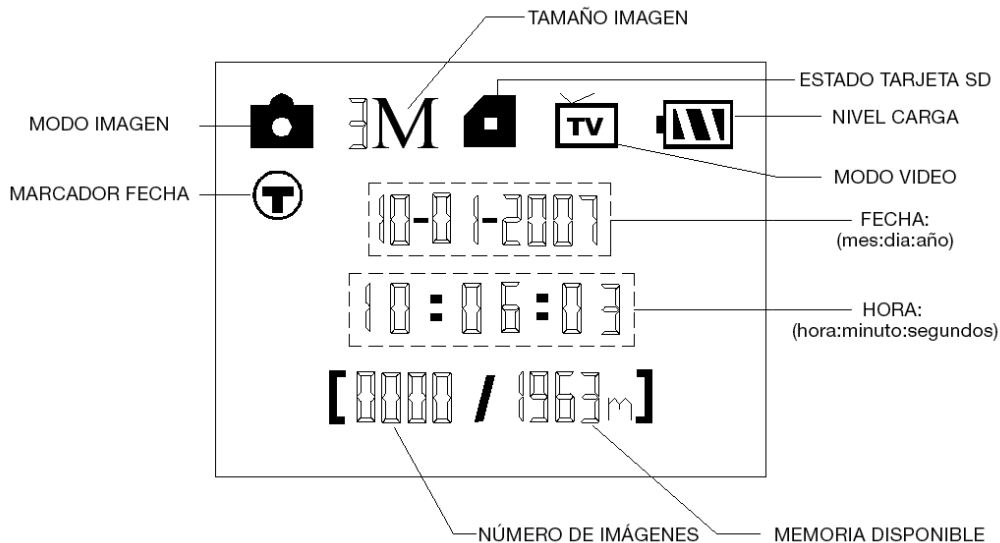 TAMAÑO IMAGEN
ESTADO TARJETA SD
MODO IMAGEN
3M
TV
NIVEL CARGA
MODO VIDEO
MARCADOR FECHA
T
10-01-2007
FECHA:
(mes:dia:año)
10:06:03
HORA:
(hora:minuto:segundos)
[0000 / 1963m]
NÚMERO DE IMÁGENES
MEMORIA DISPONIBLE